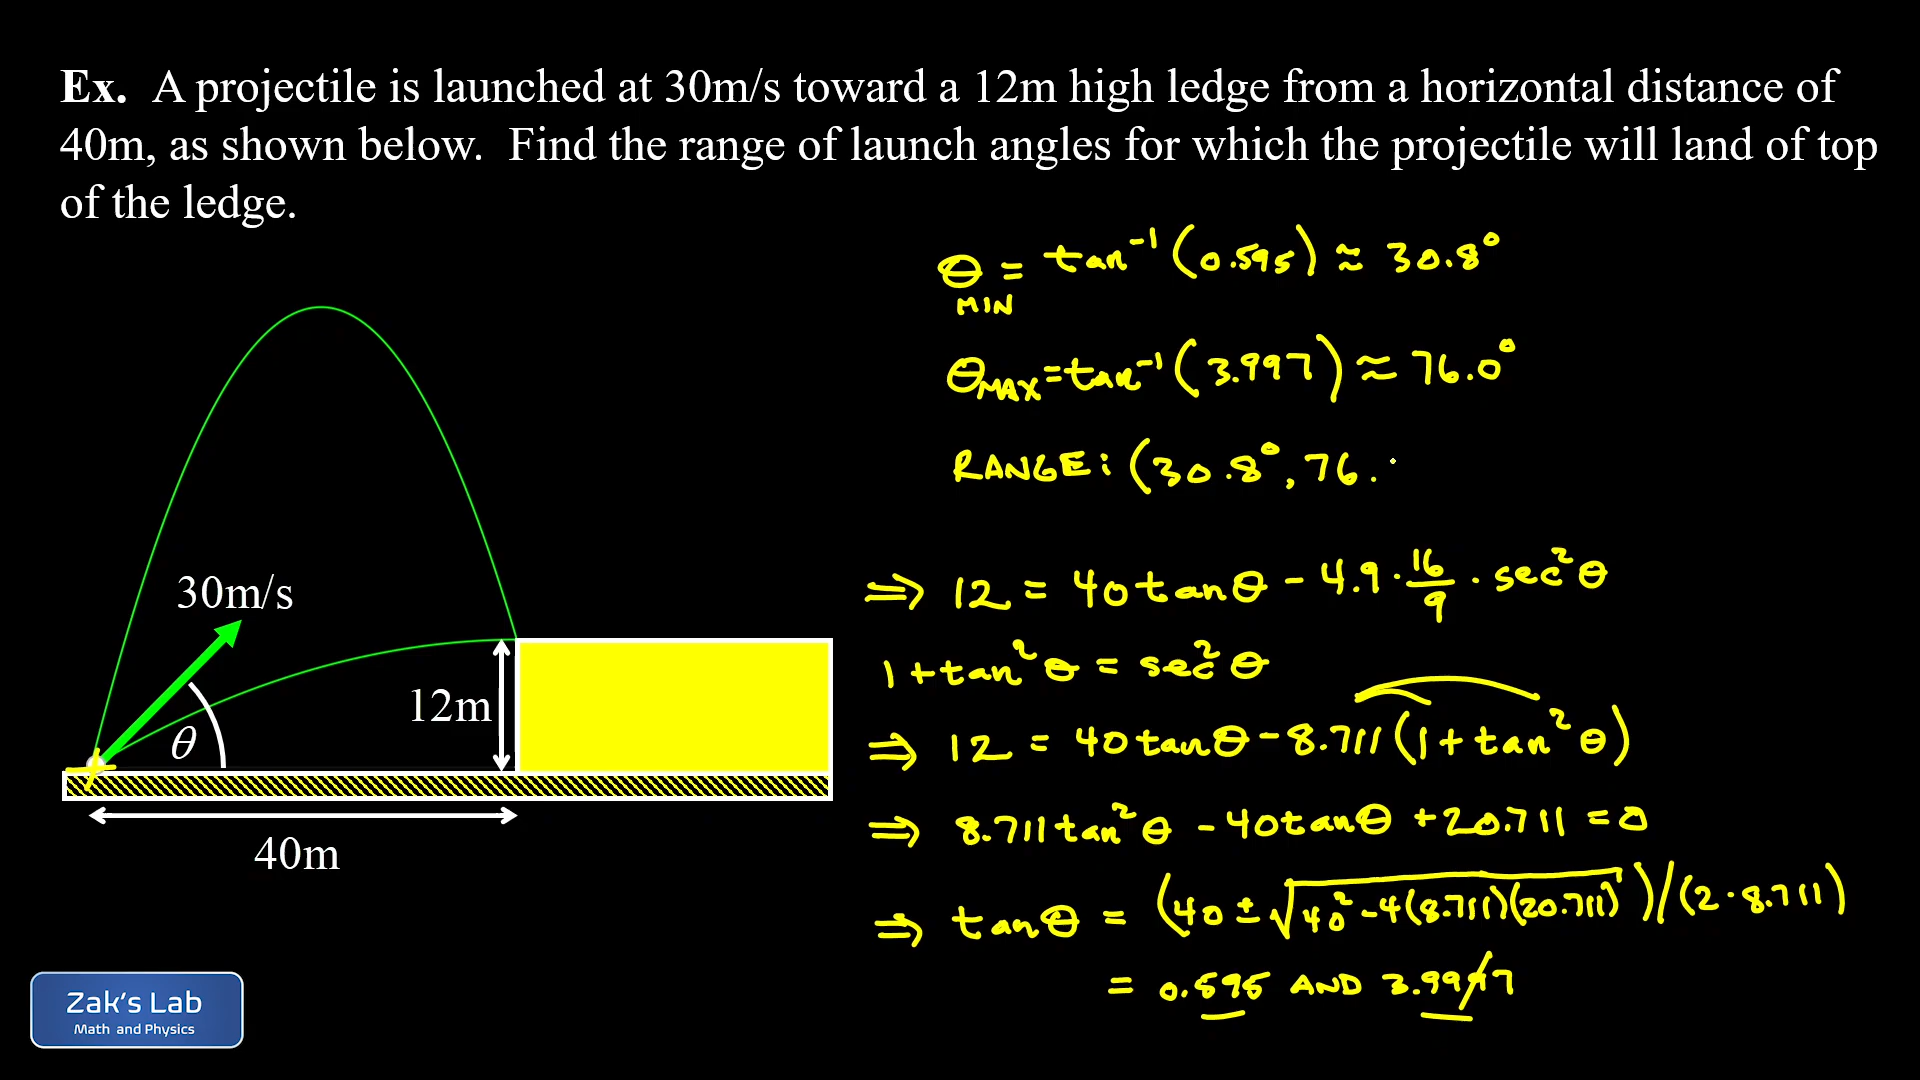 Ex. A projectile is launched at 30m/s toward a 12m high ledge from a horizontal distance of
40m, as shown below. Find the range of launch angles for which the projectile will land of top
of the ledge.
θ = tan⁻¹(0.595) ≈ 30.8°
MIN
θMAX = tan⁻¹(3.997) ≈ 76.0°
RANGE: (30.8°, 76.
⇒ 12 = 40tanθ - 4.9 · 16/9 · sec²θ
1 + tan²θ = sec²θ
⇒ 12 = 40tanθ - 8.711(1 + tan²θ)
⇒ 8.711tan²θ - 40tanθ + 20.711 = 0
⇒ tanθ = (40 ± √40² - 4(8.711)(20.711))/(2·8.711)
= 0.595 AND 3.997
30m/s
θ
12m
40m
Zak's Lab
Math and Physics